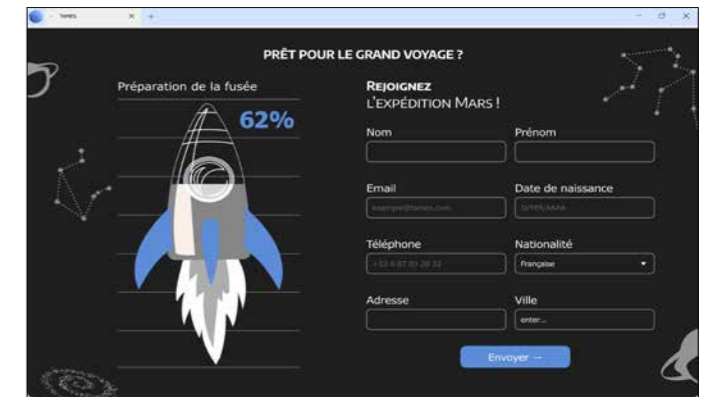 PRÊT POUR LE GRAND VOYAGE ?
Préparation de la fusée
62%
REJOIGNEZ
L'EXPÉDITION MARS !
Nom
Prénom
Email
Date de naissance
Téléphone
Nationalité
Française
Adresse
Ville
enter...
Envoyer →